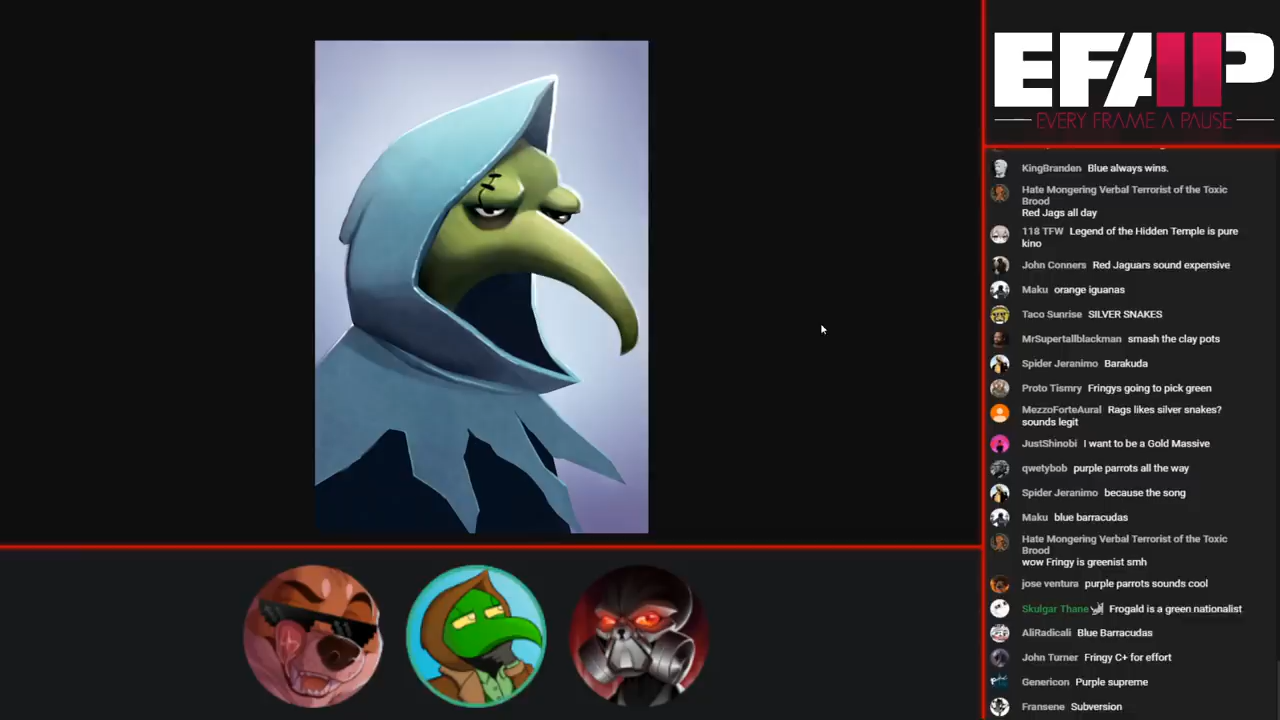 EFAP
EVERY FRAME A PAUSE
KingBranden Blue always wins.
Hate Mongering Verbal Terrorist of the Toxic
Brood
Red Jags all day
118 TFW Legend of the Hidden Temple is pure
kino
John Conners Red Jaguars sound expensive
Maku orange iguanas
Taco Sunrise SILVER SNAKES
MrSupertallblackman smash the clay pots
Spider Jeranimo Barakuda
Proto Tismry Fringys going to pick green
MezzoForteAural Rags likes silver snakes?
sounds legit
JustShinobi I want to be a Gold Massive
qwetybob purple parrots all the way
Spider Jeranimo because the song
Maku blue barracudas
Hate Mongering Verbal Terrorist of the Toxic
Brood
wow Fringy is greenist smh
jose ventura purple parrots sounds cool
Skulgar Thane Frogald is a green nationalist
AliRadicali Blue Barracudas
John Turner Fringy C+ for effort
Genericon Purple supreme
Fransene Subversion